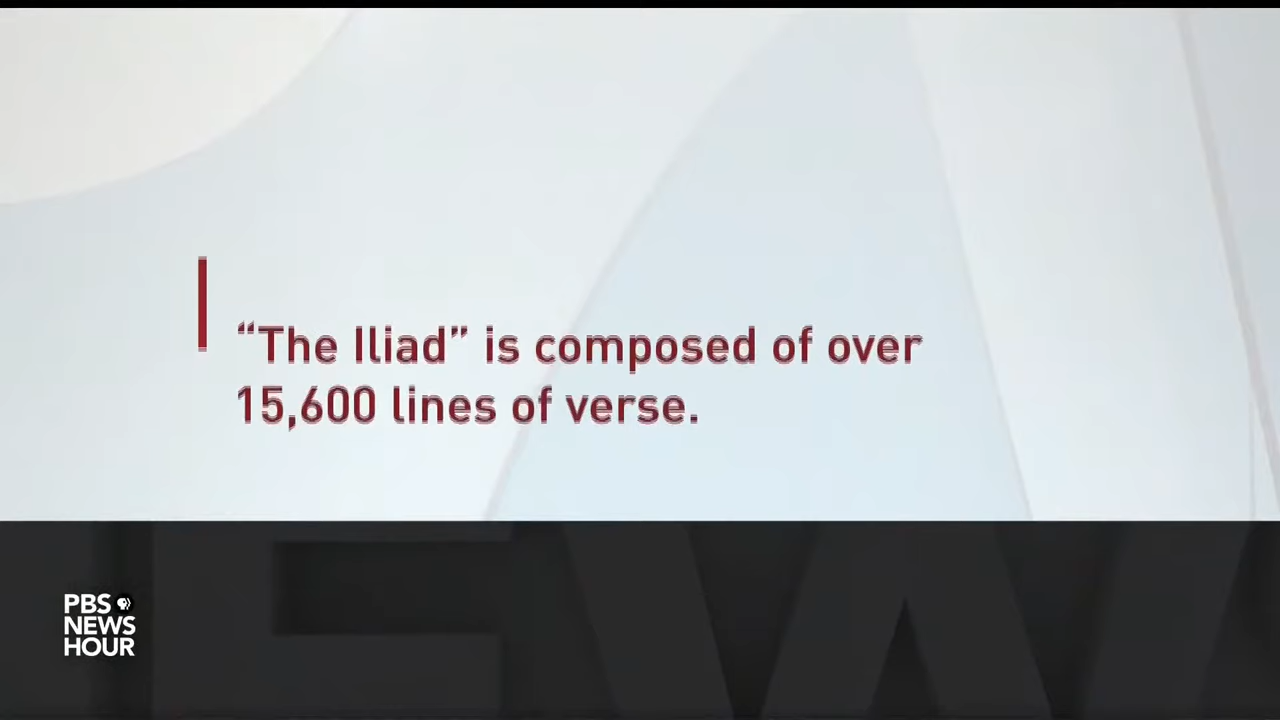 “The Iliad” is composed of over
15,600 lines of verse.
PBS
NEWS
HOUR